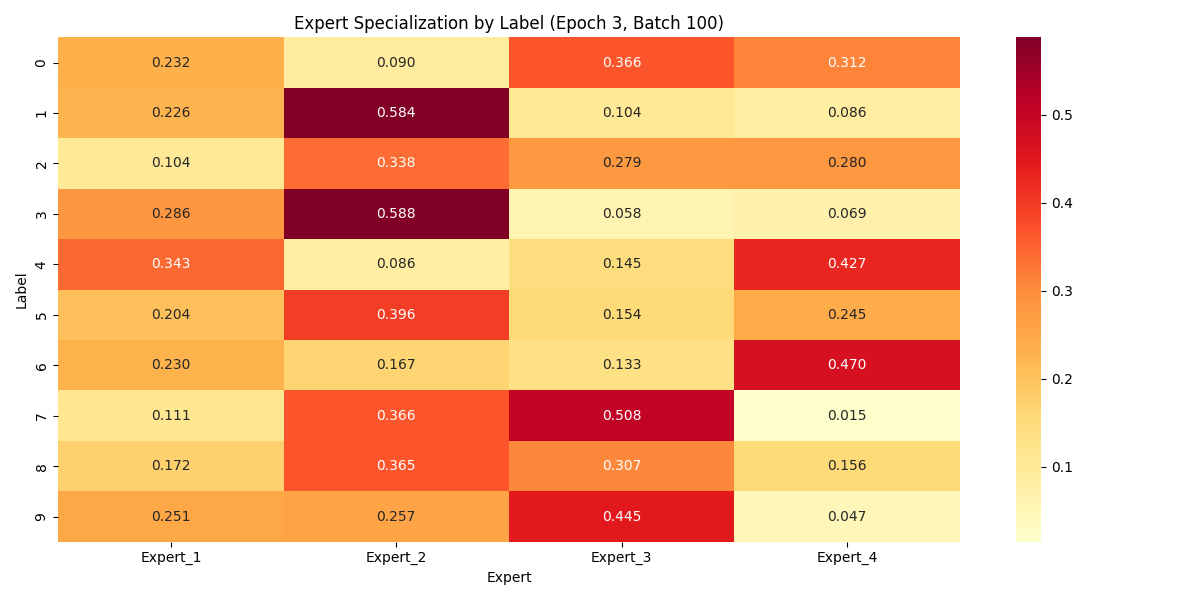 Expert Specialization by Label (Epoch 3, Batch 100)
0 0.232 0.090 0.366 0.312
1 0.226 0.584 0.104 0.086
2 0.104 0.338 0.279 0.280
3 0.286 0.588 0.058 0.069
4 0.343 0.086 0.145 0.427
5 0.204 0.396 0.154 0.245
6 0.230 0.167 0.133 0.470
7 0.111 0.366 0.508 0.015
8 0.172 0.365 0.307 0.156
9 0.251 0.257 0.445 0.047
Label
Expert_1 Expert_2 Expert_3 Expert_4
Expert
0.5
0.4
0.3
0.2
0.1